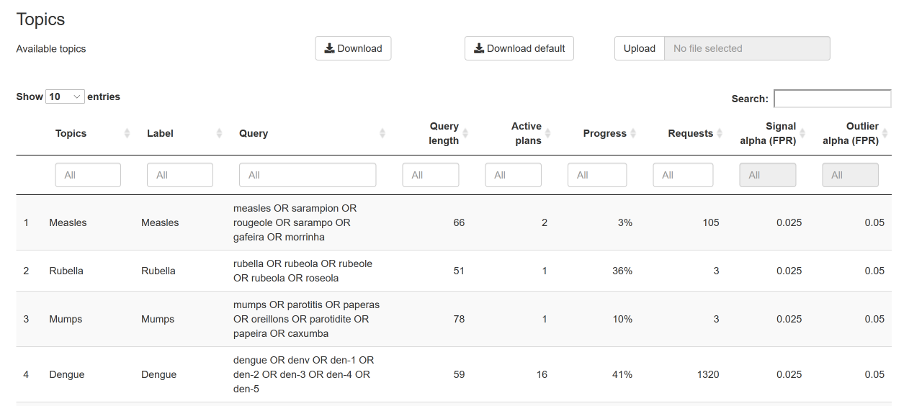 Topics
Available topics
Download
Download default
Upload
No file selected
Show 10 entries
Search:
Topics Label Query Query length Active plans Progress Requests Signal alpha (FPR) Outlier alpha (FPR)
All All All All All All All All All
1 Measles Measles measles OR sarampion OR 66 2 3% 105 0.025 0.05
rougeole OR sarampo OR
gafeira OR morrinha
2 Rubella Rubella rubella OR rubeola OR rubeole 51 1 36% 3 0.025 0.05
OR rubeola OR roseola
3 Mumps Mumps mumps OR parotitis OR paperas 78 1 10% 3 0.025 0.05
OR oreillons OR parotidite OR
papeira OR caxumba
4 Dengue Dengue dengue OR denv OR den-1 OR 59 16 41% 1320 0.025 0.05
den-2 OR den-3 OR den-4 OR
den-5